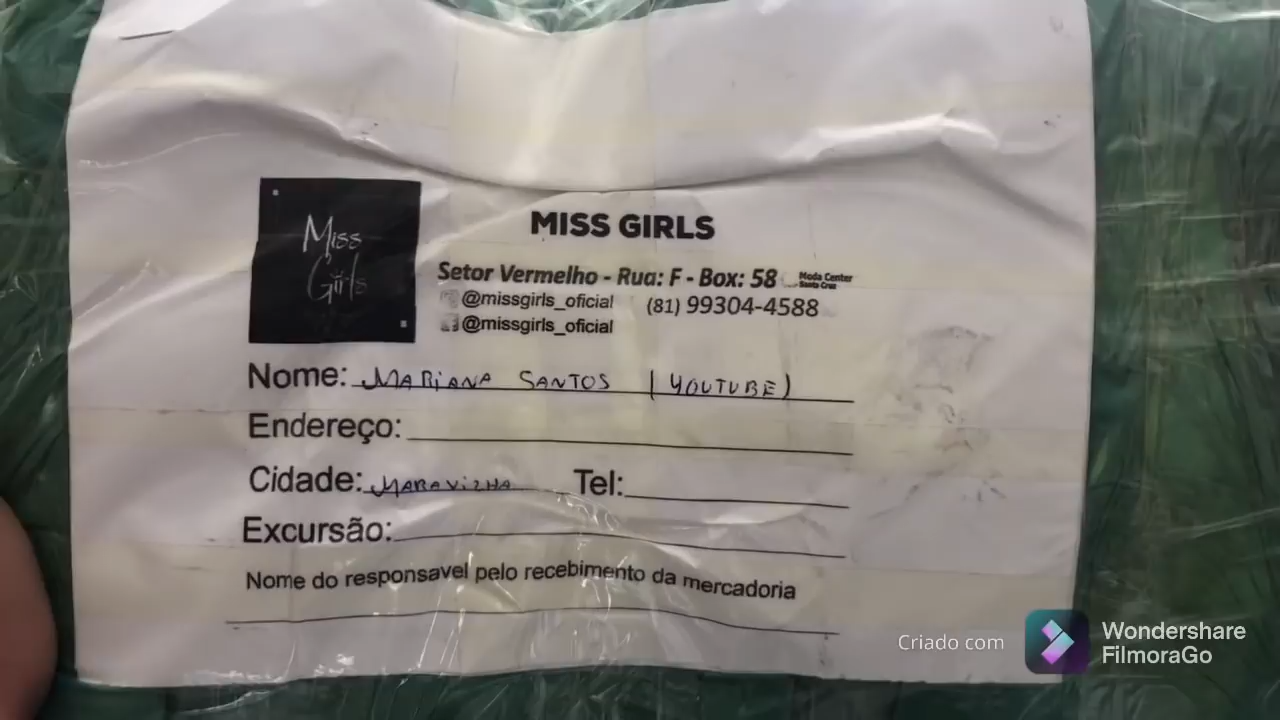 Miss
Girls
MISS GIRLS
Setor Vermelho - Rua: F - Box: 58 Moda Center Santa Cruz
@missgirls_oficial (81) 99304-4588
@missgirls_oficial
Nome: MARIANA SANTOS (YOUTUBE)
Endereço:
Cidade: MARAVILHA Tel:
Excursão:
Nome do responsavel pelo recebimento da mercadoria
Criado com Wondershare FilmoraGo